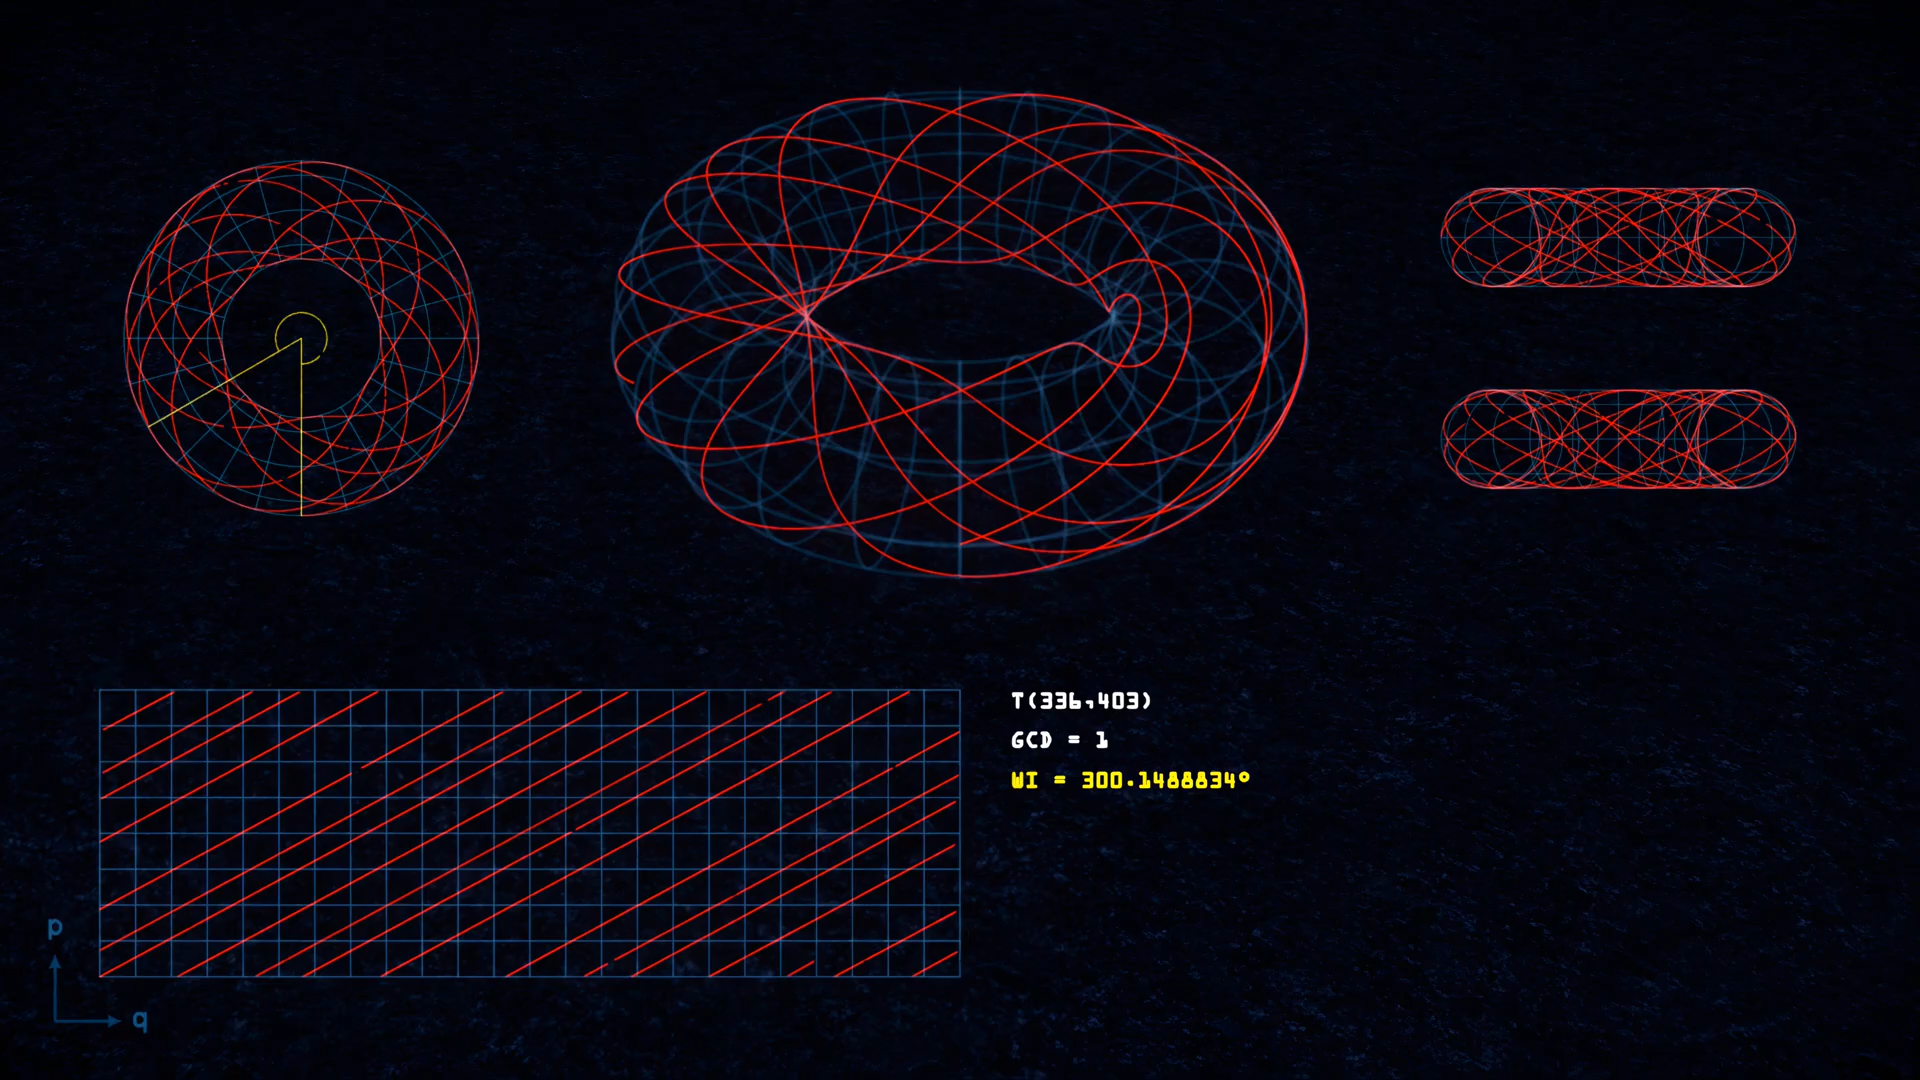 T(336,403)
GCD = 1
WI = 300.1488834°
p
q